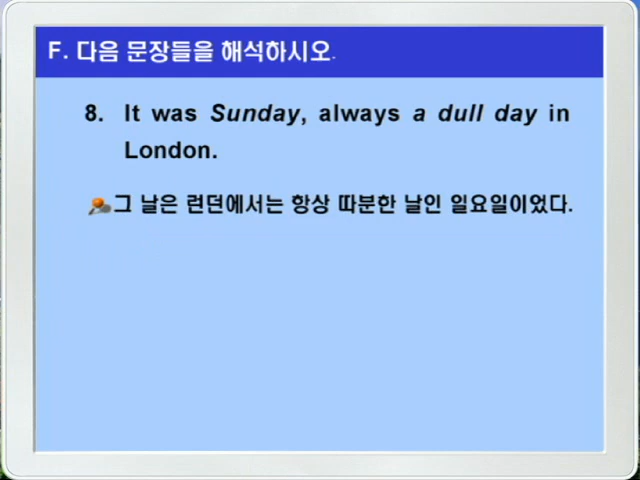 F. 다음 문장들을 해석하시오.
8. It was Sunday, always a dull day in
London.
그 날은 런던에서는 항상 따분한 날인 일요일이었다.